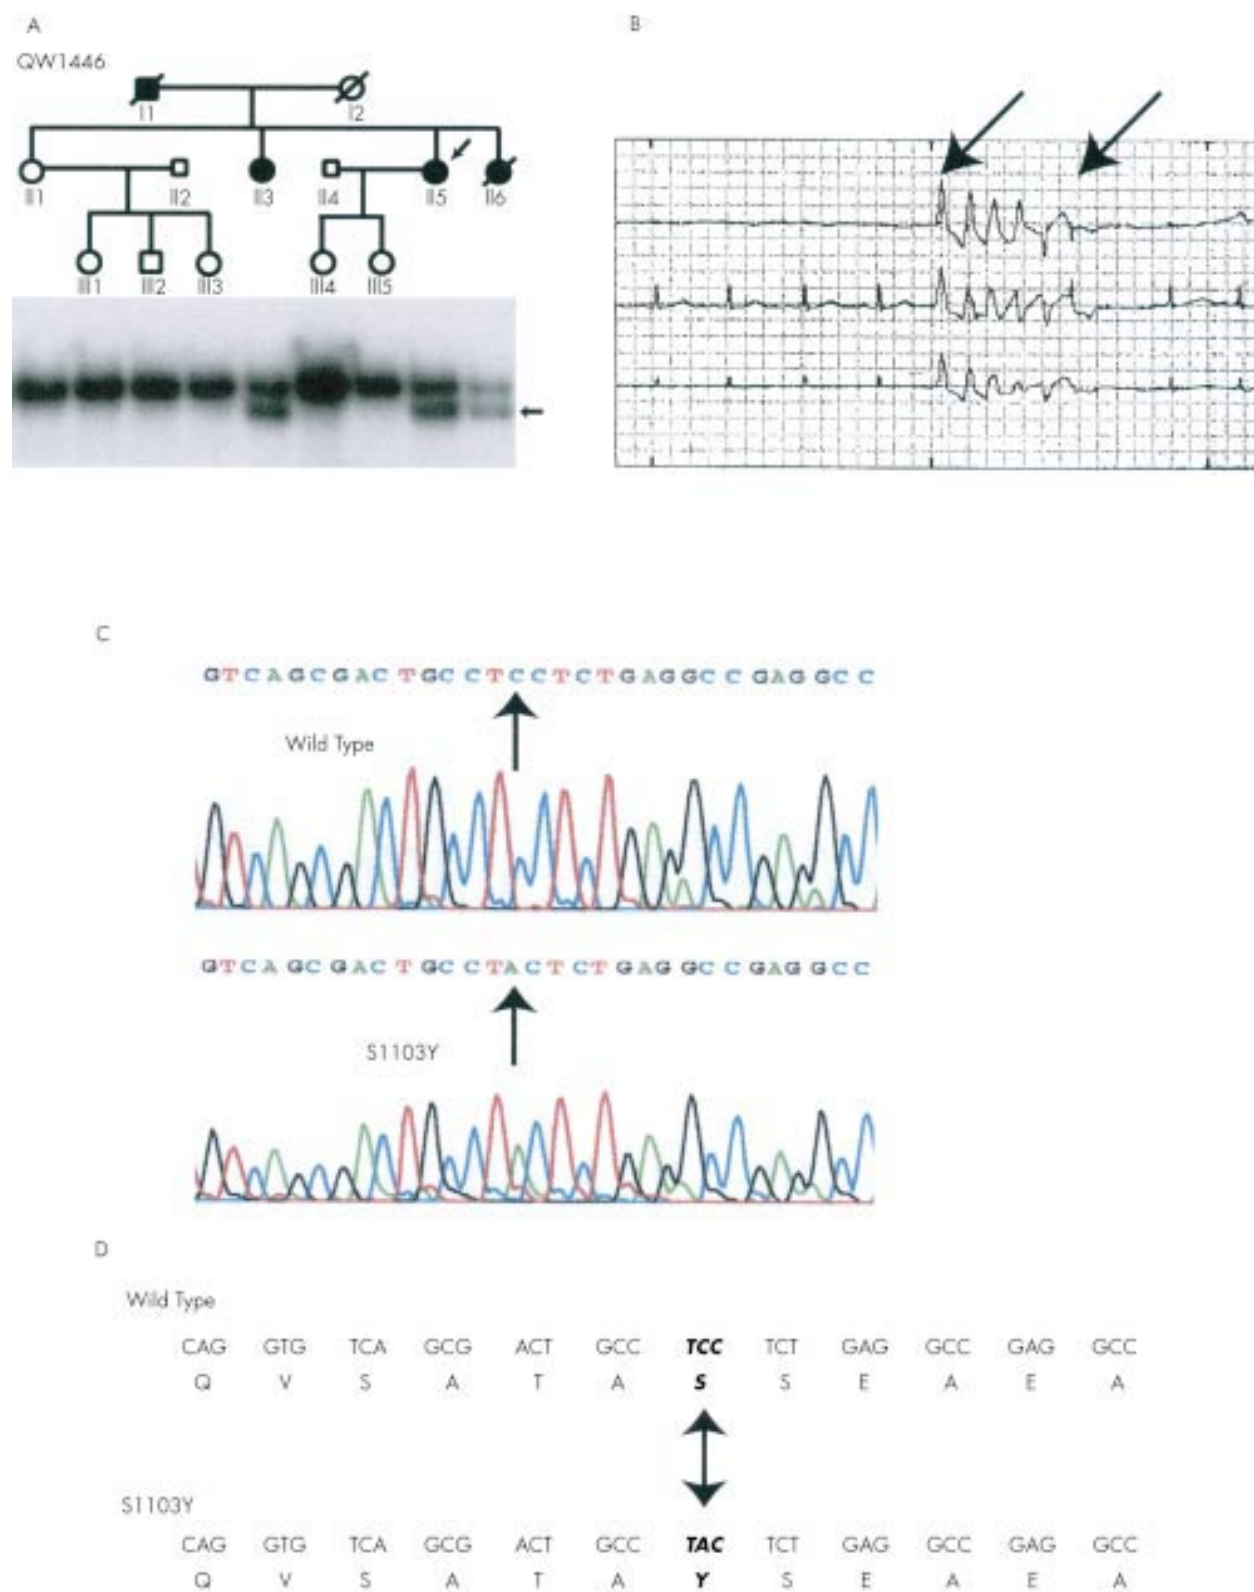 A
QW1446
I1 I2
II1 II2 II3 II4 II5 II6
III1 III2 III3 III4 III5
B
C
GTCAGCGACTGCCTCCTCTGAGGCCGAGGCC
Wild Type
GTCAGCGACTGCCTACTCTGAGGCCGAGGCC
S1103Y
D
Wild Type
CAG GTG TCA GCG ACT GCC TCC TCT GAG GCC GAG GCC
Q V S A T A S S E A E A
S1103Y
CAG GTG TCA GCG ACT GCC TAC TCT GAG GCC GAG GCC
Q V S A T A Y S E A E A